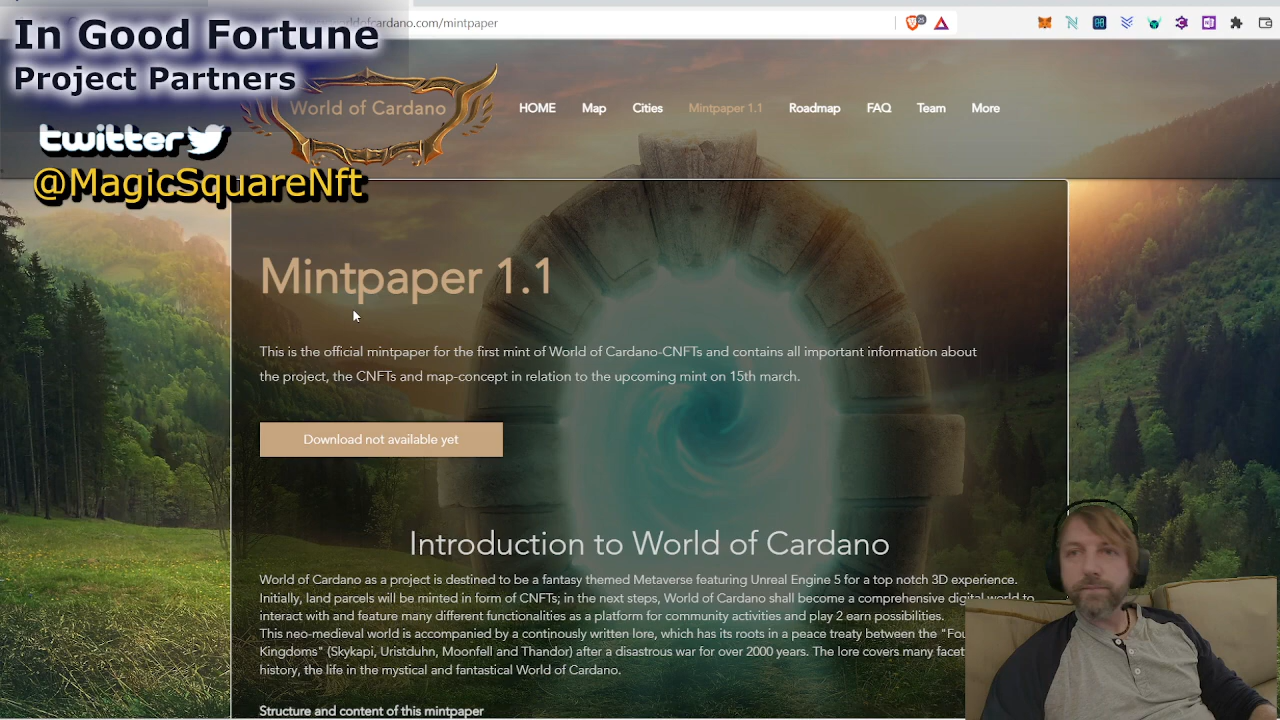 In Good Fortune
Project Partners
twitter
@MagicSquareNft
worldofcardano.com/mintpaper
25
World of Cardano
HOME Map Cities Mintpaper 1.1 Roadmap FAQ Team More
Mintpaper 1.1
This is the official mintpaper for the first mint of World of Cardano-CNFTs and contains all important information about
the project, the CNFTs and map-concept in relation to the upcoming mint on 15th march.
Download not available yet
Introduction to World of Cardano
World of Cardano as a project is destined to be a fantasy themed Metaverse featuring Unreal Engine 5 for a top notch 3D experience.
Initially, land parcels will be minted in form of CNFTs; in the next steps, World of Cardano shall become a comprehensive digital world to
interact with and feature many different functionalities as a platform for community activities and play 2 earn possibilities.
This neo-medieval world is accompanied by a continously written lore, which has its roots in a peace treaty between the "Fou
Kingdoms" (Skykapi, Uristduhn, Moonfell and Thandor) after a disastrous war for over 2000 years. The lore covers many facet
history, the life in the mystical and fantastical World of Cardano.
Structure and content of this mintpaper